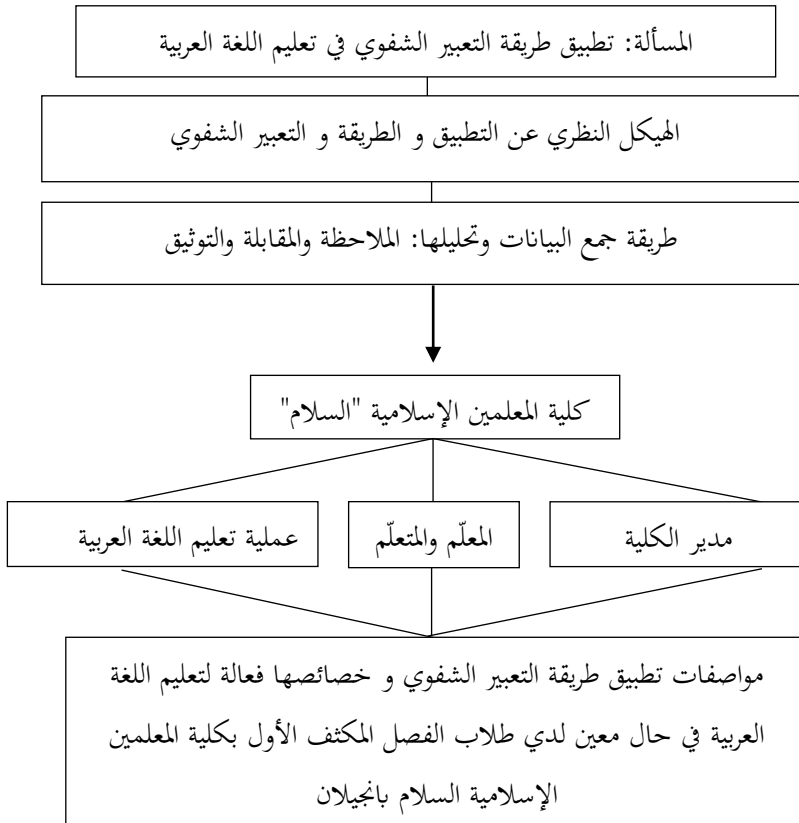 المسألة: تطبيق طريقة التعبير الشفوي في تعليم اللغة العربية
الهيكل النظري عن التطبيق و الطريقة و التعبير الشفوي
طريقة جمع البيانات وتحليلها: الملاحظة والمقابلة والتوثيق
كلية المعلمين الإسلامية "السلام"
مدير الكلية
المعلّم والمتعلّم
عملية تعليم اللغة العربية
مواصفات تطبيق طريقة التعبير الشفوي و خصائصها فعالة لتعليم اللغة
العربية في حال معين لدي طلاب الفصل المكثف الأول بكلية المعلمين
الإسلامية السلام بانجيلان